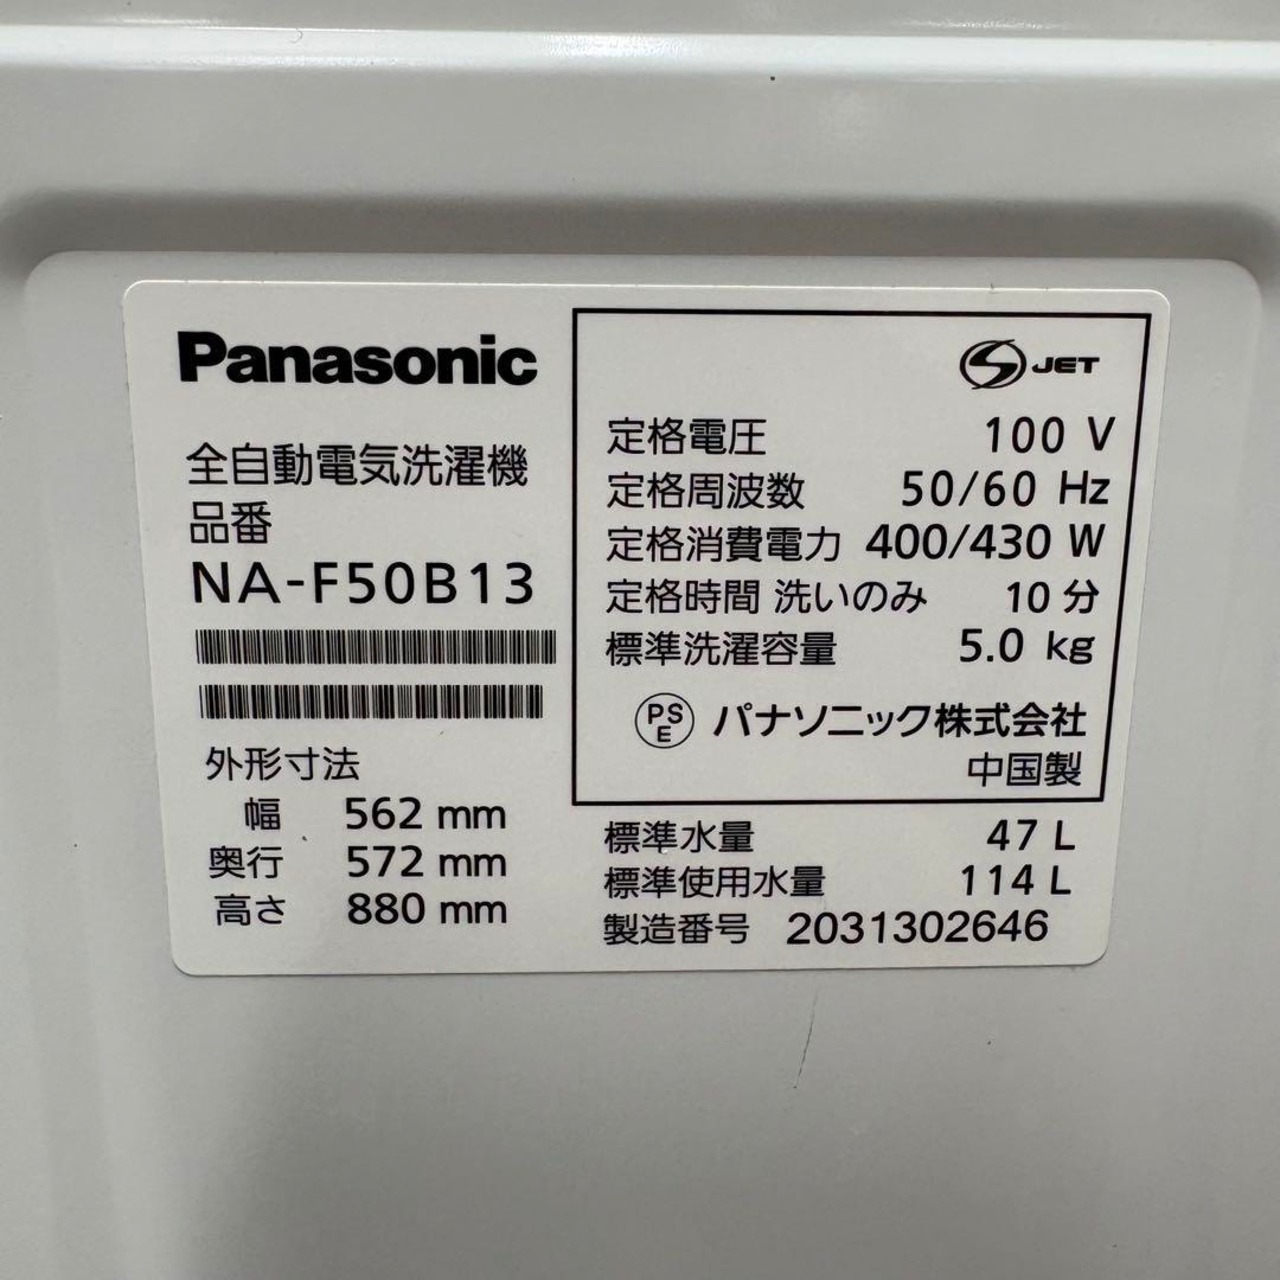 Panasonic
全自動電気洗濯機
品番
NA-F50B13
外形寸法
幅 562 mm
奥行 572 mm
高さ 880 mm
S JET
定格電圧 100 V
定格周波数 50/60 Hz
定格消費電力 400/430 W
定格時間 洗いのみ 10 分
標準洗濯容量 5.0 kg
PS E パナソニック株式会社
中国製
標準水量 47 L
標準使用水量 114 L
製造番号 2031302646